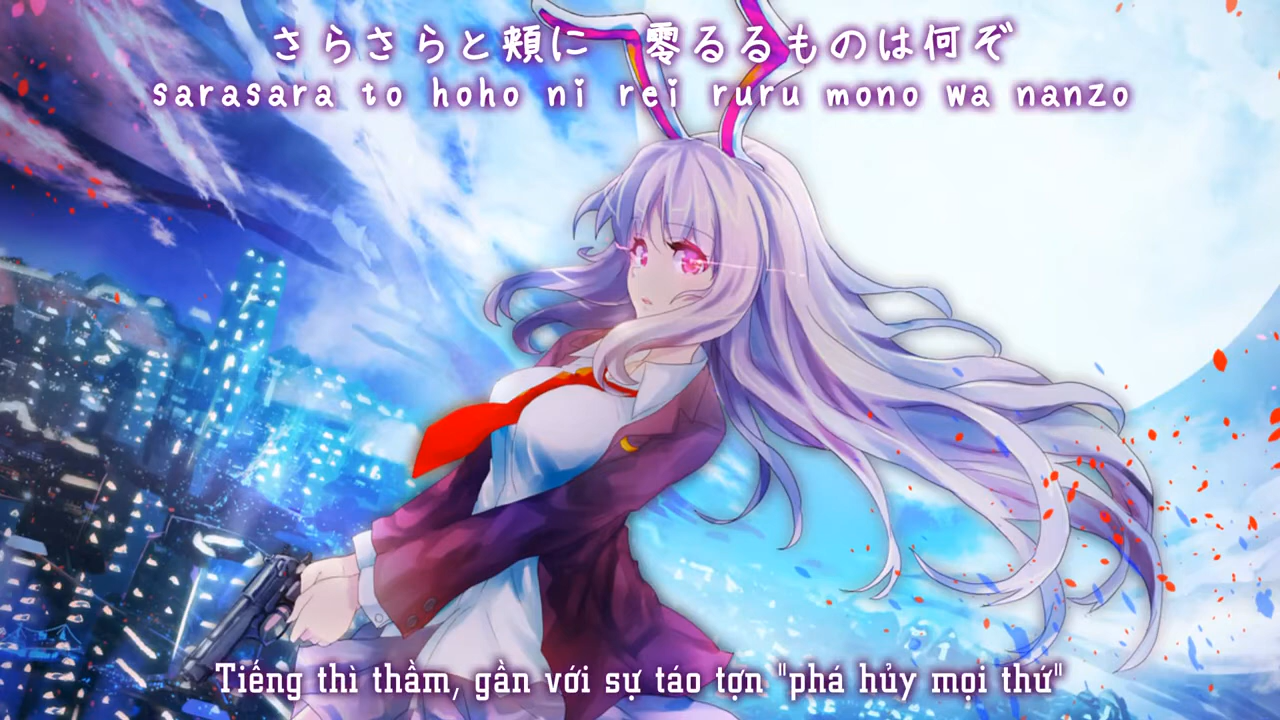 さらさらと頬に　零るるものは何ぞ
sarasara to hoho ni rei ruru mono wa nanzo
Tiếng thì thầm, gần với sự táo tợn "phá hủy mọi thứ"